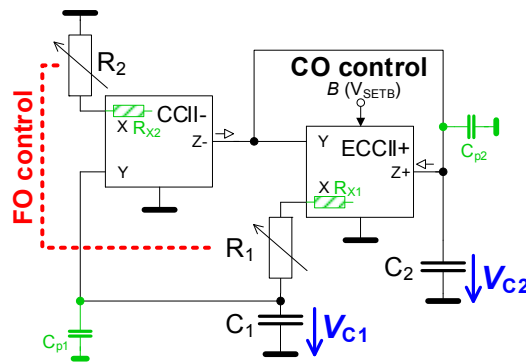 R2
CCII-
CO control
B (VSETB)
FO control
X RX2
Z-
Y
Y
ECCII+
Cp2
X RX1
Z+
R1
C2
VC2
C1
VC1
Cp1